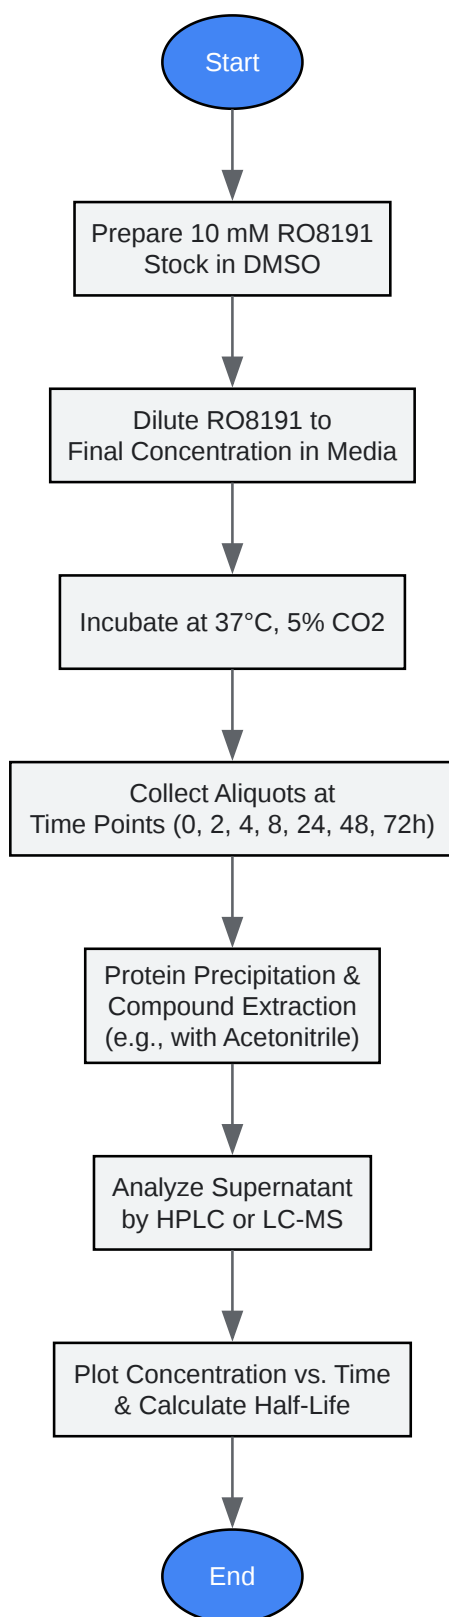 Start
Prepare 10 mM RO8191
Stock in DMSO
Dilute RO8191 to
Final Concentration in Media
Incubate at 37°C, 5% CO2
Collect Aliquots at
Time Points (0, 2, 4, 8, 24, 48, 72h)
Protein Precipitation &
Compound Extraction
(e.g., with Acetonitrile)
Analyze Supernatant
by HPLC or LC-MS
Plot Concentration vs. Time
& Calculate Half-Life
End